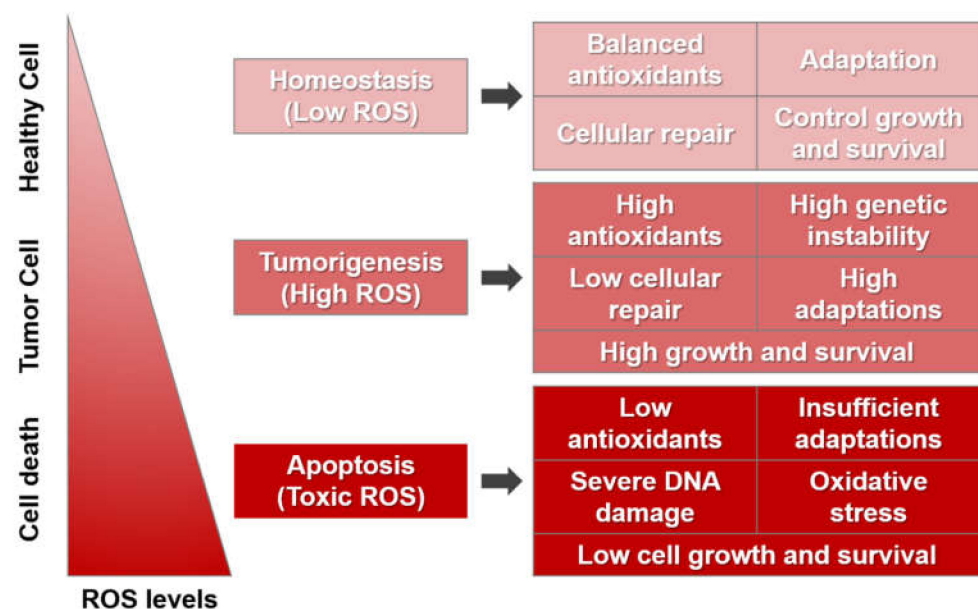 Healthy Cell
Tumor Cell
Cell death
ROS levels
Homeostasis
(Low ROS)
Balanced
antioxidants
Adaptation
Cellular repair
Control growth
and survival
Tumorigenesis
(High ROS)
High
antioxidants
High genetic
instability
Low cellular
repair
High
adaptations
High growth and survival
Apoptosis
(Toxic ROS)
Low
antioxidants
Insufficient
adaptations
Severe DNA
damage
Oxidative
stress
Low cell growth and survival